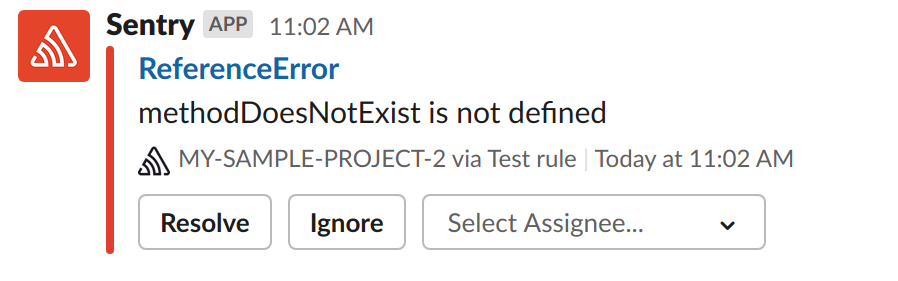 Sentry APP 11:02 AM
ReferenceError
methodDoesNotExist is not defined
MY-SAMPLE-PROJECT-2 via Test rule | Today at 11:02 AM
Resolve Ignore Select Assignee...